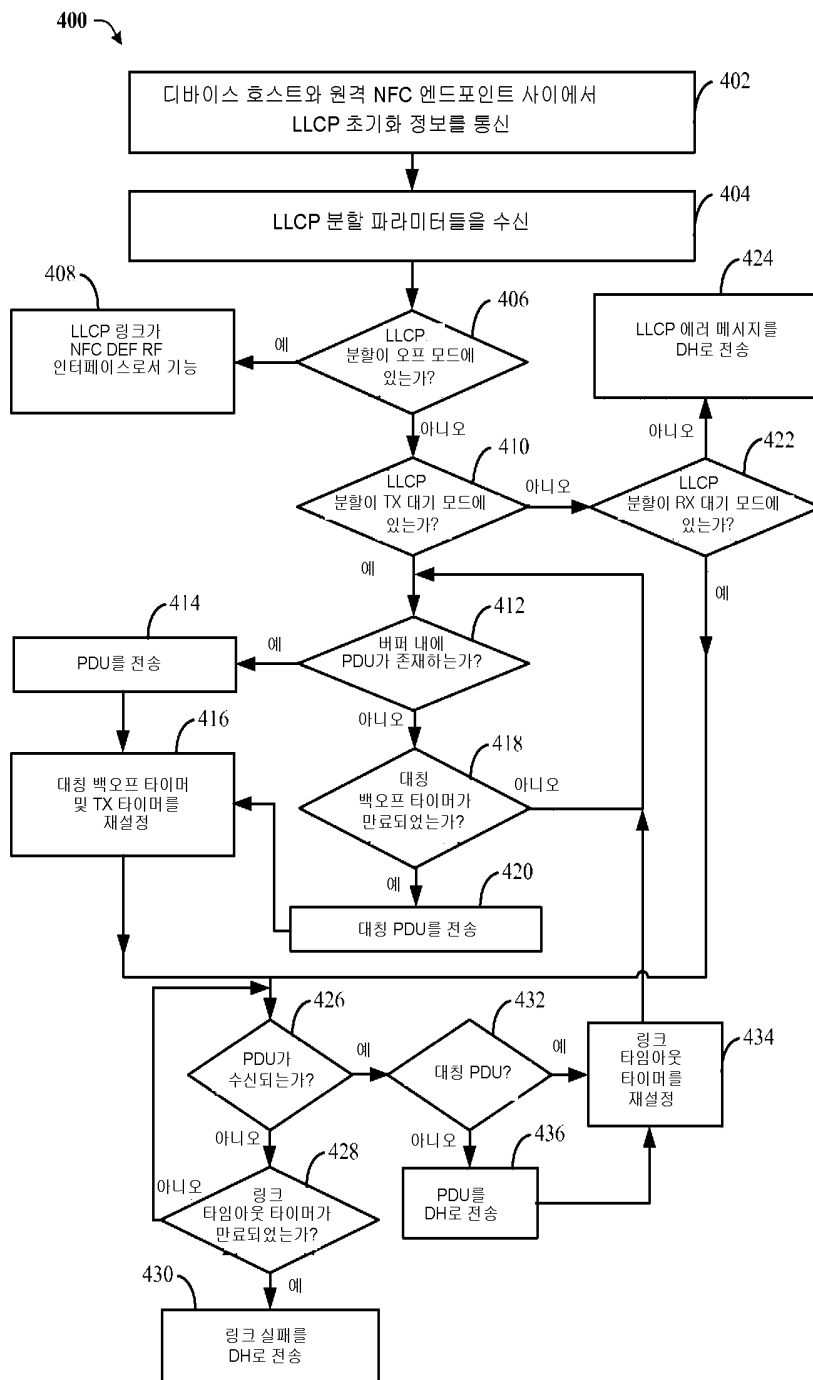 400
디바이스 호스트와 원격 NFC 엔드포인트 사이에서
LLCP 초기화 정보를 통신
402
LLCP 분할 파라미터들을 수신
404
408
LLCP 링크가
NFC DEF RF
인터페이스로서 기능
예
LLCP
분할이 오프 모드에
있는가?
406
아니오
424
LLCP 에러 메시지를
DH로 전송
아니오
LLCP
분할이 TX 대기 모드에
있는가?
410
아니오
예
LLCP
분할이 RX 대기 모드에
있는가?
422
예
414
PDU를 전송
예
버퍼 내에
PDU가 존재하는가?
412
아니오
416
대칭 백오프 타이머
및 TX 타이머를
재설정
대칭
백오프 타이머가
만료되었는가?
418
아니오
예
420
대칭 PDU를 전송
PDU가
수신되는가?
426
예
아니오
대칭 PDU?
432
예
아니오
링크
타임아웃
타이머를
재설정
434
436
PDU를
DH로 전송
링크
타임아웃 타이머가
만료되었는가?
428
아니오
예
430
링크 실패를
DH로 전송